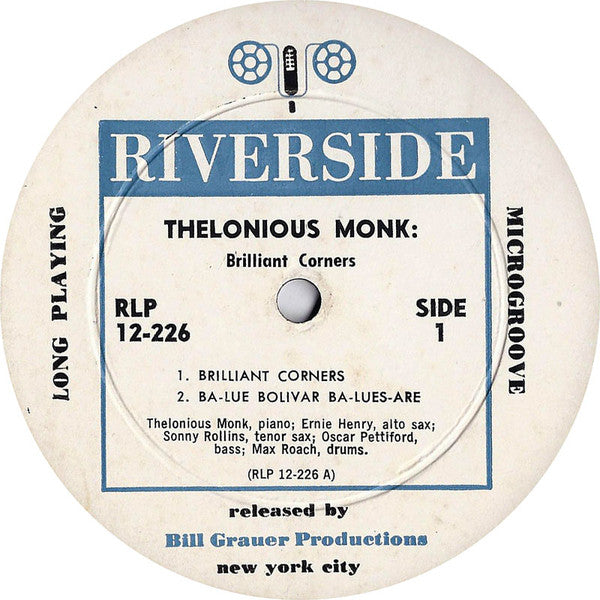 RIVERSIDE
THELONIOUS MONK:
Brilliant Corners
RLP
12-226
SIDE
1
LONG PLAYING
MICROGROOVE
1. BRILLIANT CORNERS
2. BA-LUE BOLIVAR BA-LUES-ARE
Thelonious Monk, piano; Ernie Henry, alto sax;
Sonny Rollins, tenor sax; Oscar Pettiford,
bass; Max Roach, drums.
(RLP 12-226 A)
released by
Bill Grauer Productions
new york city